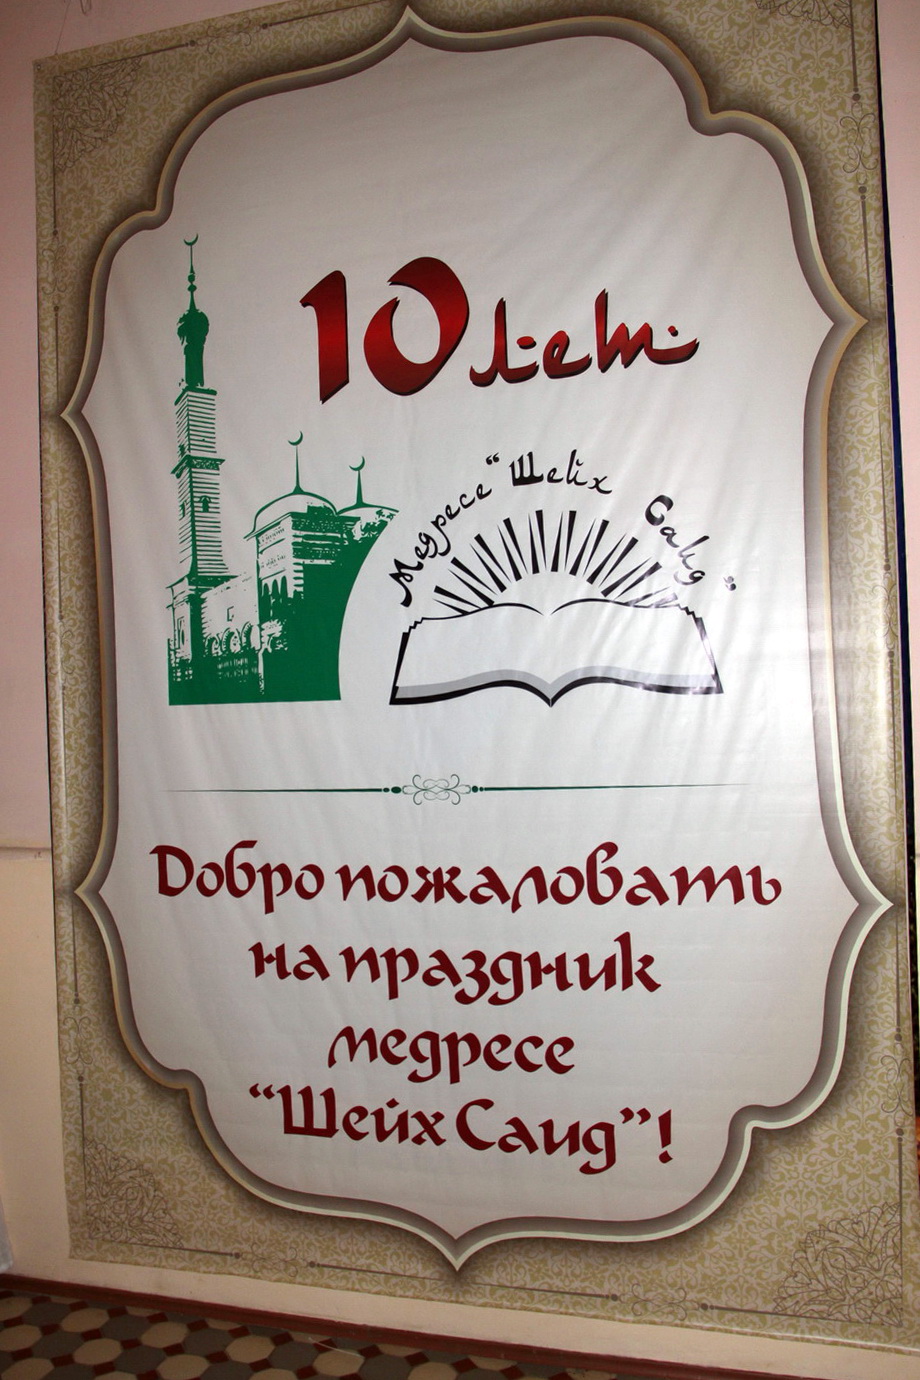 10 лет
Медресе “Шейх Саид”
Добро пожаловать
на праздник
медресе
“Шейх Саид”!